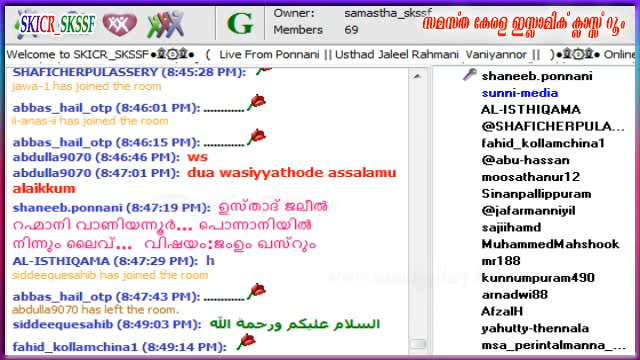 SKICR_SKSSF
G
Owner: samastha_skssf
Members 69
സമസ്ത കേരള ഇസ്ലാമിക് ക്ലാസ്സ് റൂം
Welcome to SKICR_SKSSF ( Live From Ponnani || Usthad Jaleel Rahmani Vaniyannor || Online
SHAFICHERPULASSERY (8:45:28 PM):
jawa-1 has joined the room
abbas_hail_otp (8:46:01 PM): ............
ii-anas-ii has joined the room
abbas_hail_otp (8:46:15 PM): ............
abdulla9070 (8:46:46 PM): ws
abdulla9070 (8:47:01 PM): dua wasiyyathode assalamu
alaikkum
shaneeb.ponnani (8:47:19 PM): ഉസ്താദ് ജലീൽ
റഹ്മാനി വാണിയന്നൂർ... പൊന്നാനിയിൽ
നിന്നും ലൈവ്... വിഷയം:ജംഉം ഖസ്റും
AL-ISTHIQAMA (8:47:29 PM): h
siddeequesahib has joined the room
abbas_hail_otp (8:47:43 PM): ............
abdulla9070 has left the room.
siddeequesahib (8:49:03 PM): السلام عليكم ورحمة الله
fahid_kollamchina1 (8:49:14 PM):
shaneeb.ponnani
sunni-media
AL-ISTHIQAMA
@SHAFICHERPULA...
fahid_kollamchina1
@abu-hassan
moosathanur12
Sinanpallippuram
@jafarmanniyil
sajiihamd
MuhammedMahshook
mr188
kunnumpuram490
arnadwi88
AfzalH
yahutty-thennala
msa_perintalmanna_...